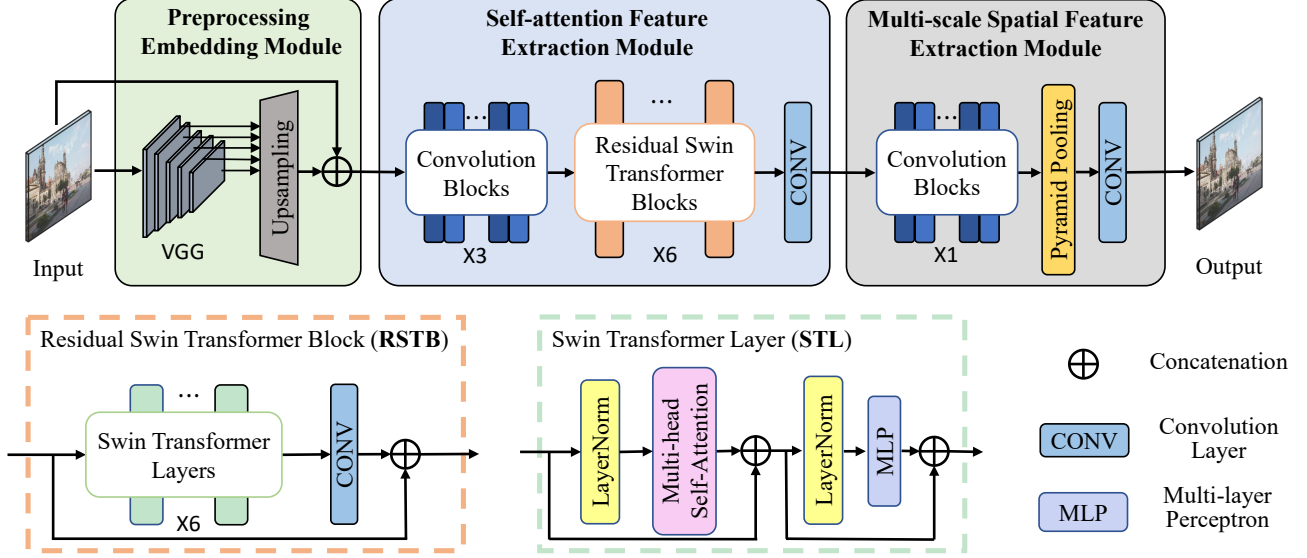 Preprocessing
Embedding Module
Self-attention Feature
Extraction Module
Multi-scale Spatial Feature
Extraction Module
Input
VGG
Upsampling
...
Convolution
Blocks
X3
...
Residual Swin
Transformer
Blocks
X6
CONV
...
Convolution
Blocks
X1
Pyramid Pooling
CONV
Output
Residual Swin Transformer Block (RSTB)
...
Swin Transformer
Layers
X6
CONV
Swin Transformer Layer (STL)
LayerNorm
Multi-head
Self-Attention
LayerNorm
MLP
Concatenation
CONV
Convolution
Layer
MLP
Multi-layer
Perceptron